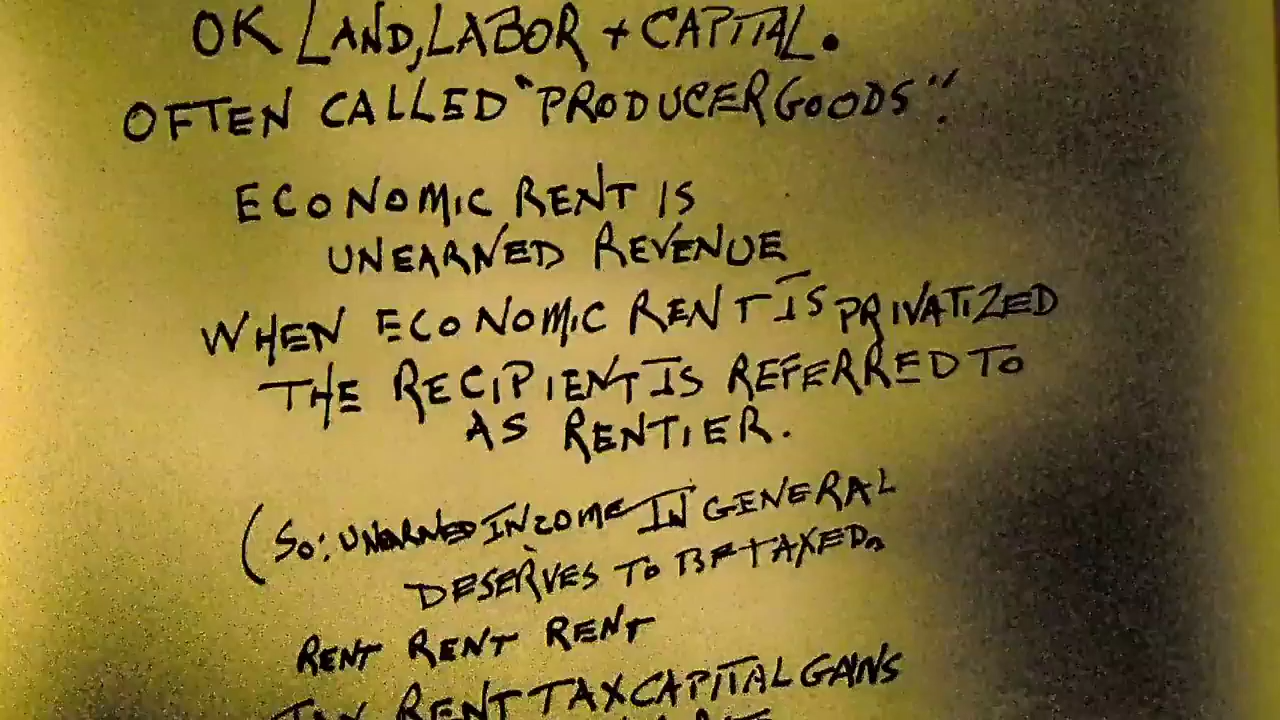 OK LAND, LABOR + CAPITAL.
OFTEN CALLED "PRODUCER GOODS".
ECONOMIC RENT IS
UNEARNED REVENUE
WHEN ECONOMIC RENT IS PRIVATIZED
THE RECIPIENT IS REFERRED TO
AS RENTIER.
(SO: UNARNED INCOME IN GENERAL
DESERVES TO BE TAXED.
RENT RENT RENT
TAX RENT TAX CAPITAL GAINS